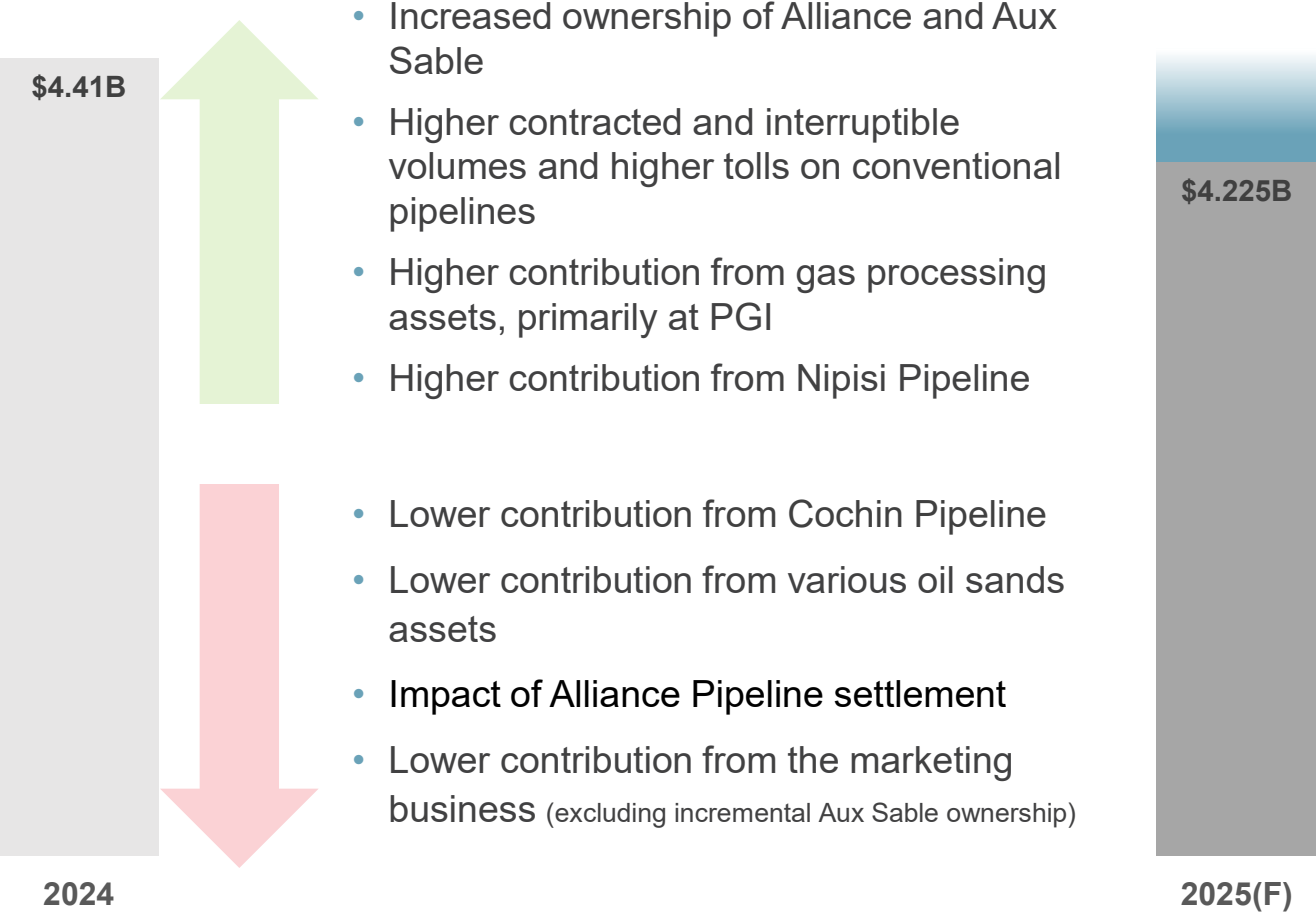 $4.41B
• Increased ownership of Alliance and Aux
Sable
• Higher contracted and interruptible
volumes and higher tolls on conventional
pipelines
• Higher contribution from gas processing
assets, primarily at PGI
• Higher contribution from Nipisi Pipeline
• Lower contribution from Cochin Pipeline
• Lower contribution from various oil sands
assets
• Impact of Alliance Pipeline settlement
• Lower contribution from the marketing
business (excluding incremental Aux Sable ownership)
$4.225B
2024
2025(F)